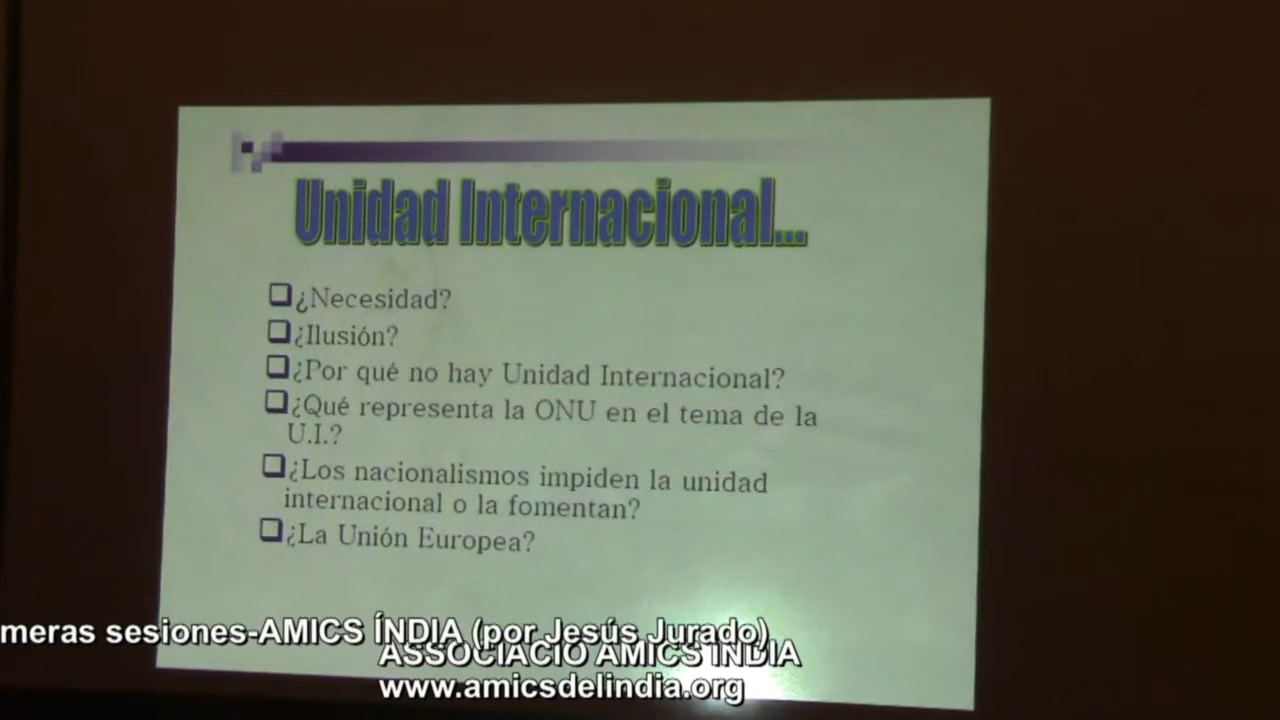 Unidad Internacional...
❑¿Necesidad?
❑¿Ilusión?
❑¿Por qué no hay Unidad Internacional?
❑¿Qué representa la ONU en el tema de la
U.I.?
❑¿Los nacionalismos impiden la unidad
internacional o la fomentan?
❑¿La Unión Europea?
meras sesiones-AMICS ÍNDIA (por Jesús Jurado)
ASSOCIACIÓ AMICS ÍNDIA
www.amicsdelindia.org